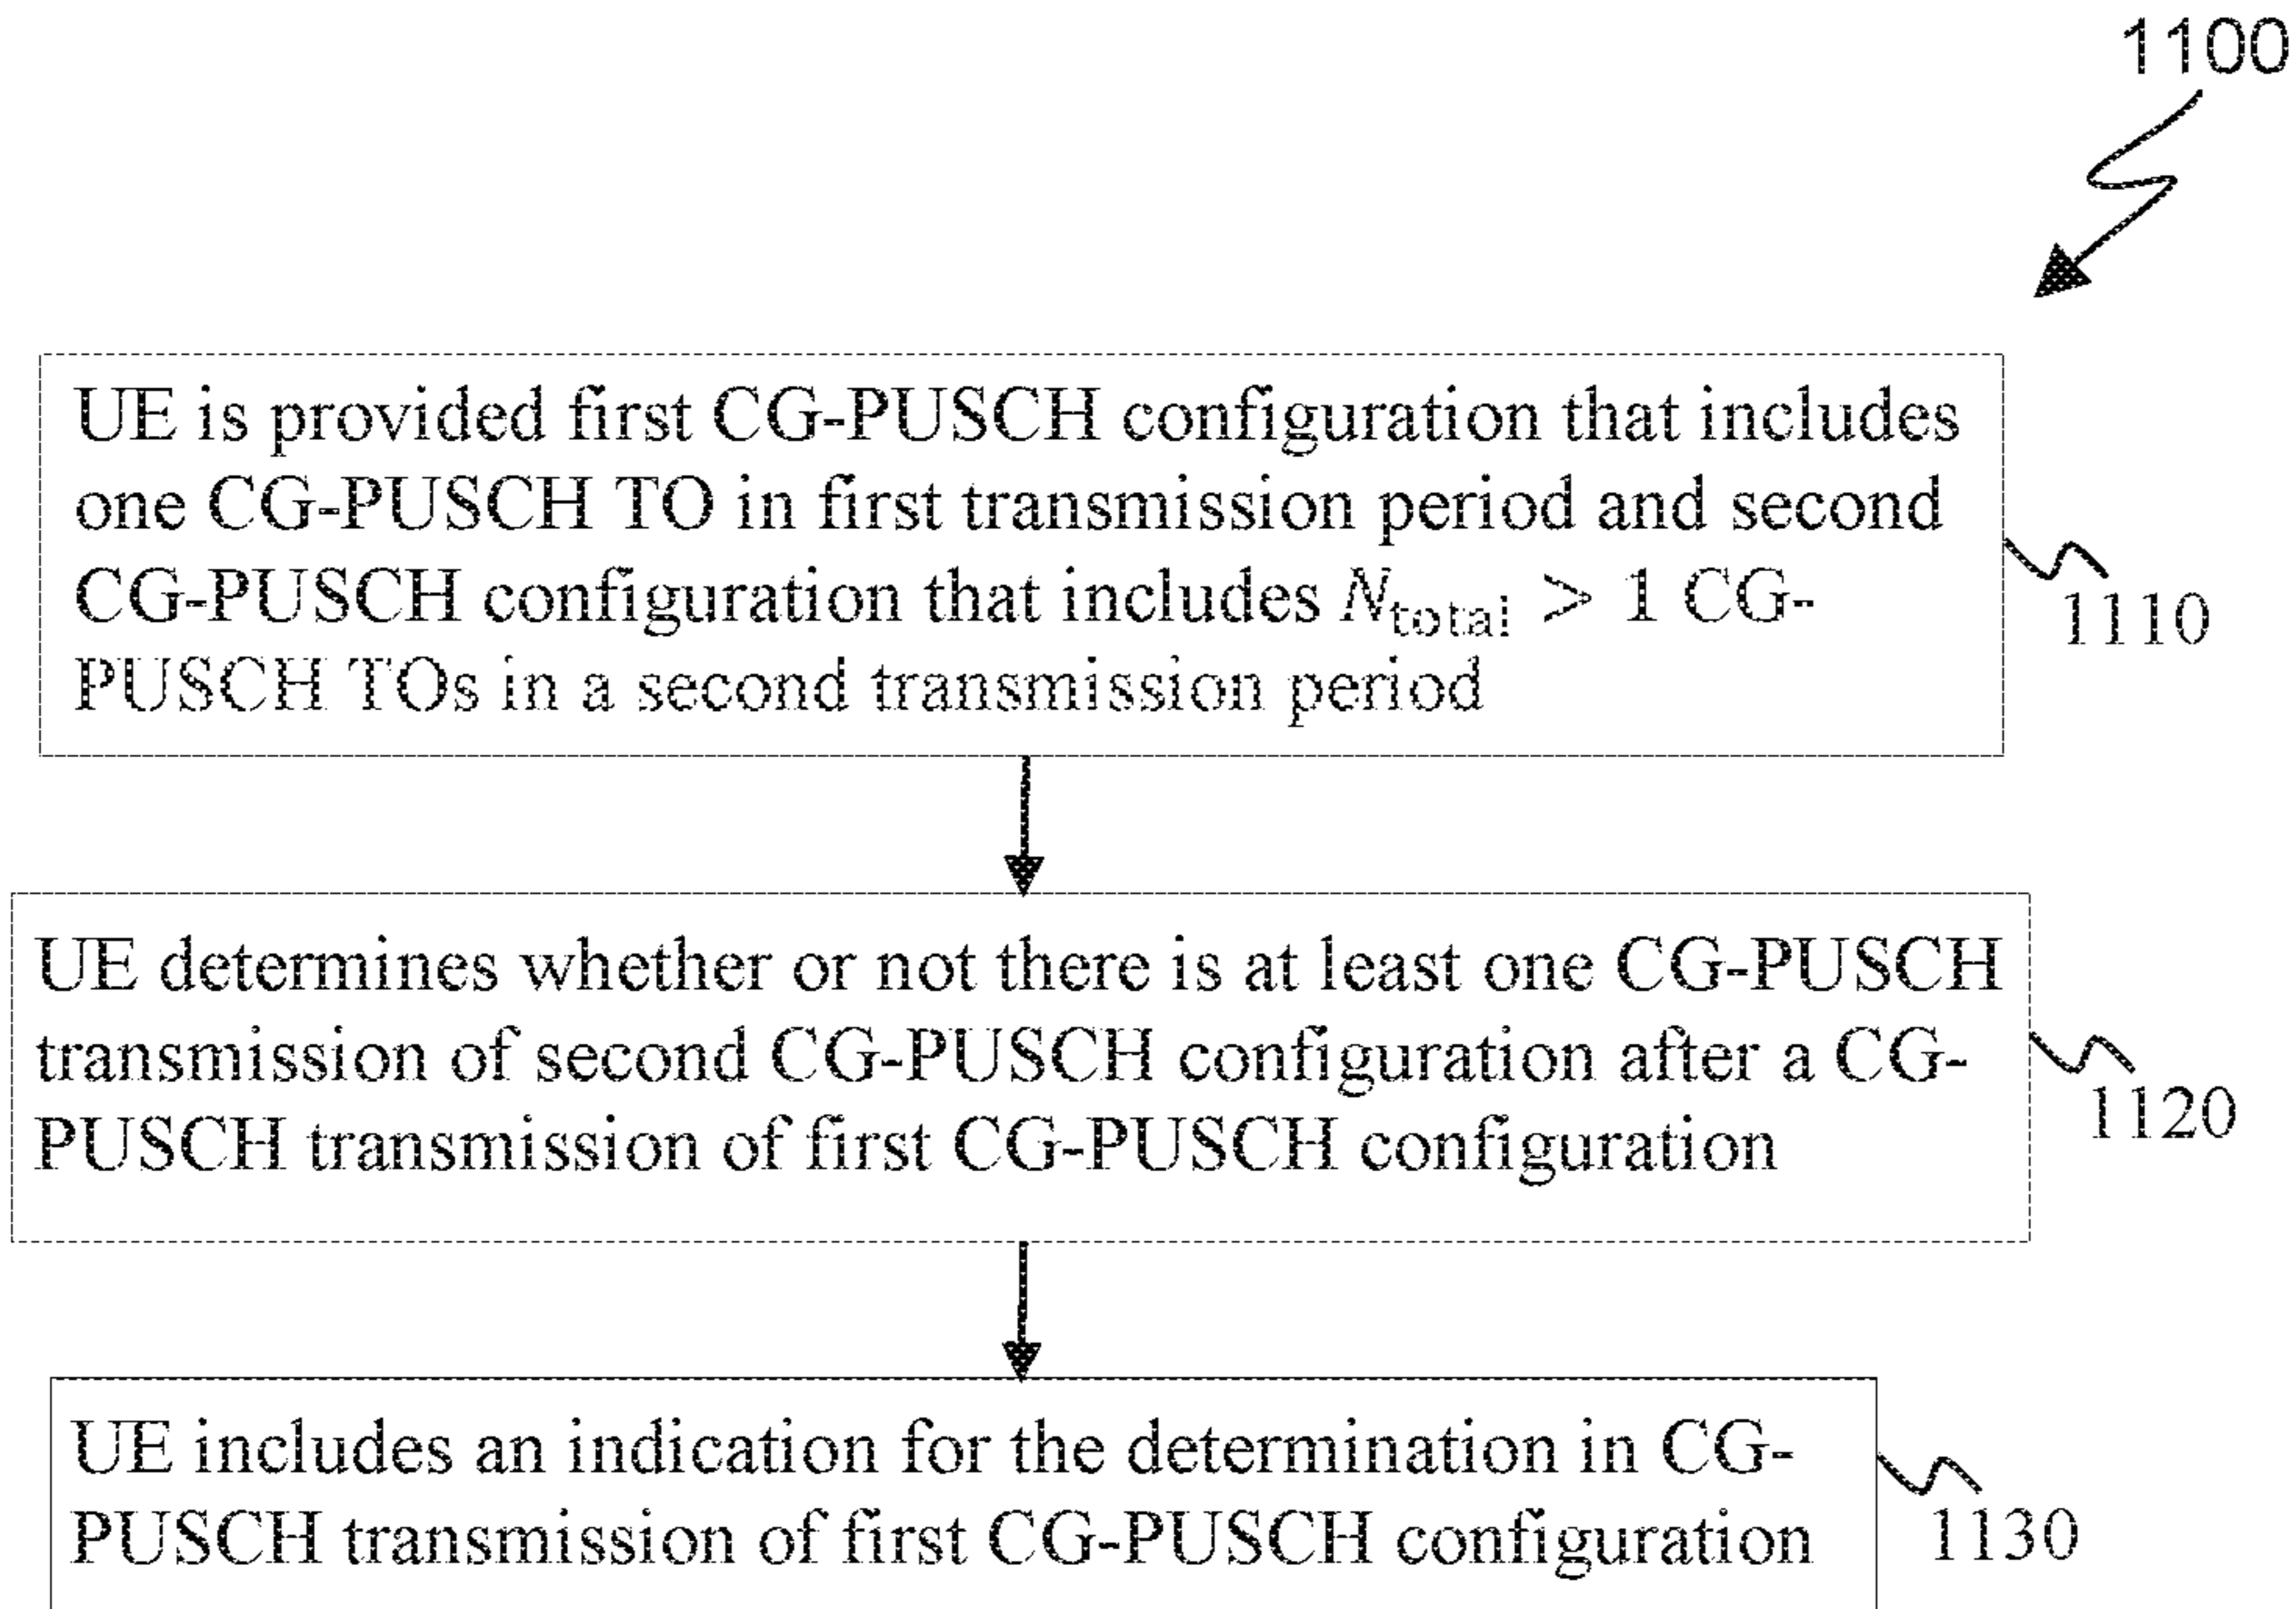 1100
UE is provided first CG-PUSCH configuration that includes
one CG-PUSCH TO in first transmission period and second
CG-PUSCH configuration that includes N_total > 1 CG-
PUSCH TOs in a second transmission period
1110
UE determines whether or not there is at least one CG-PUSCH
transmission of second CG-PUSCH configuration after a CG-
PUSCH transmission of first CG-PUSCH configuration
1120
UE includes an indication for the determination in CG-
PUSCH transmission of first CG-PUSCH configuration
1130